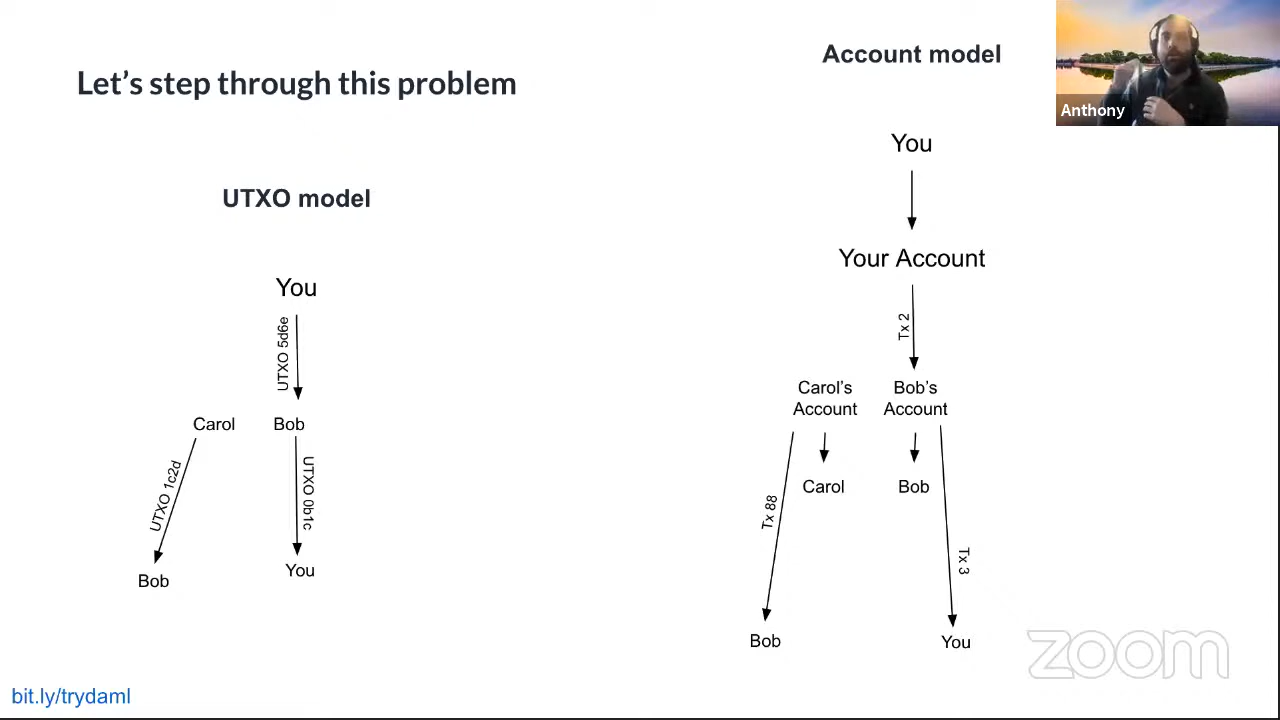 Let's step through this problem
UTXO model
You
UTXO 5d6e
Carol
Bob
UTXO 1c2d
UTXO 0b1c
Bob
You
Account model
You
Your Account
Tx 2
Carol's
Account
Bob's
Account
Carol
Bob
Tx 88
Tx 3
Bob
You
Anthony
zoom
bit.ly/trydaml